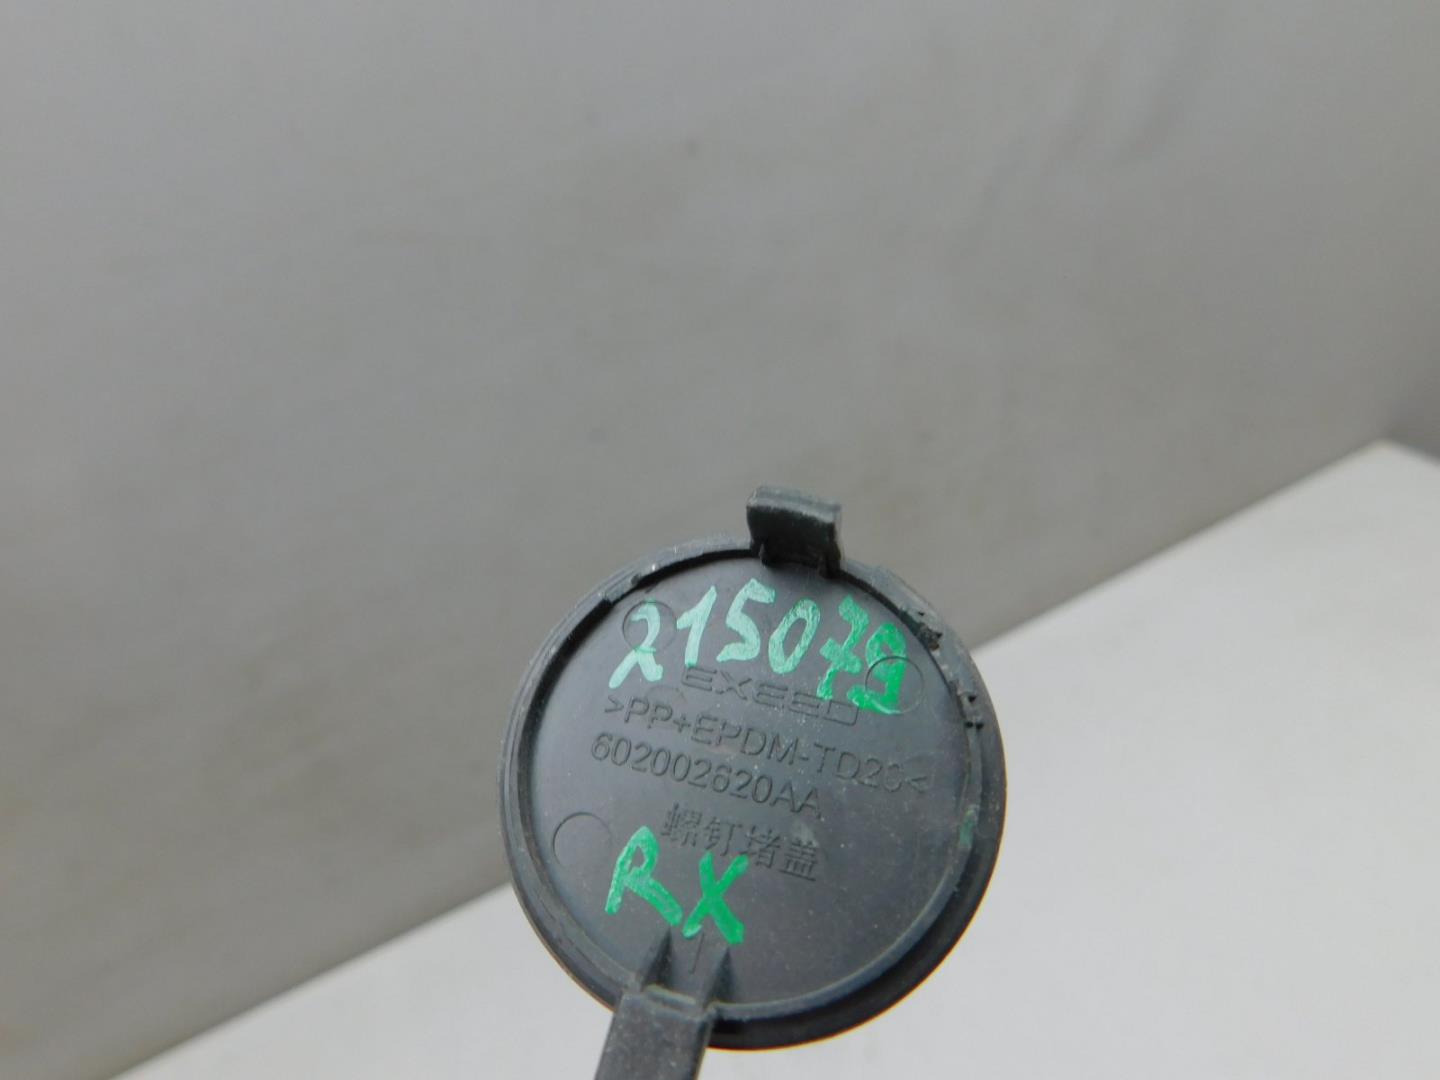 215079
EXEED
>PP+EPDM-TD20<
602002620AA
螺钉堵盖
RX